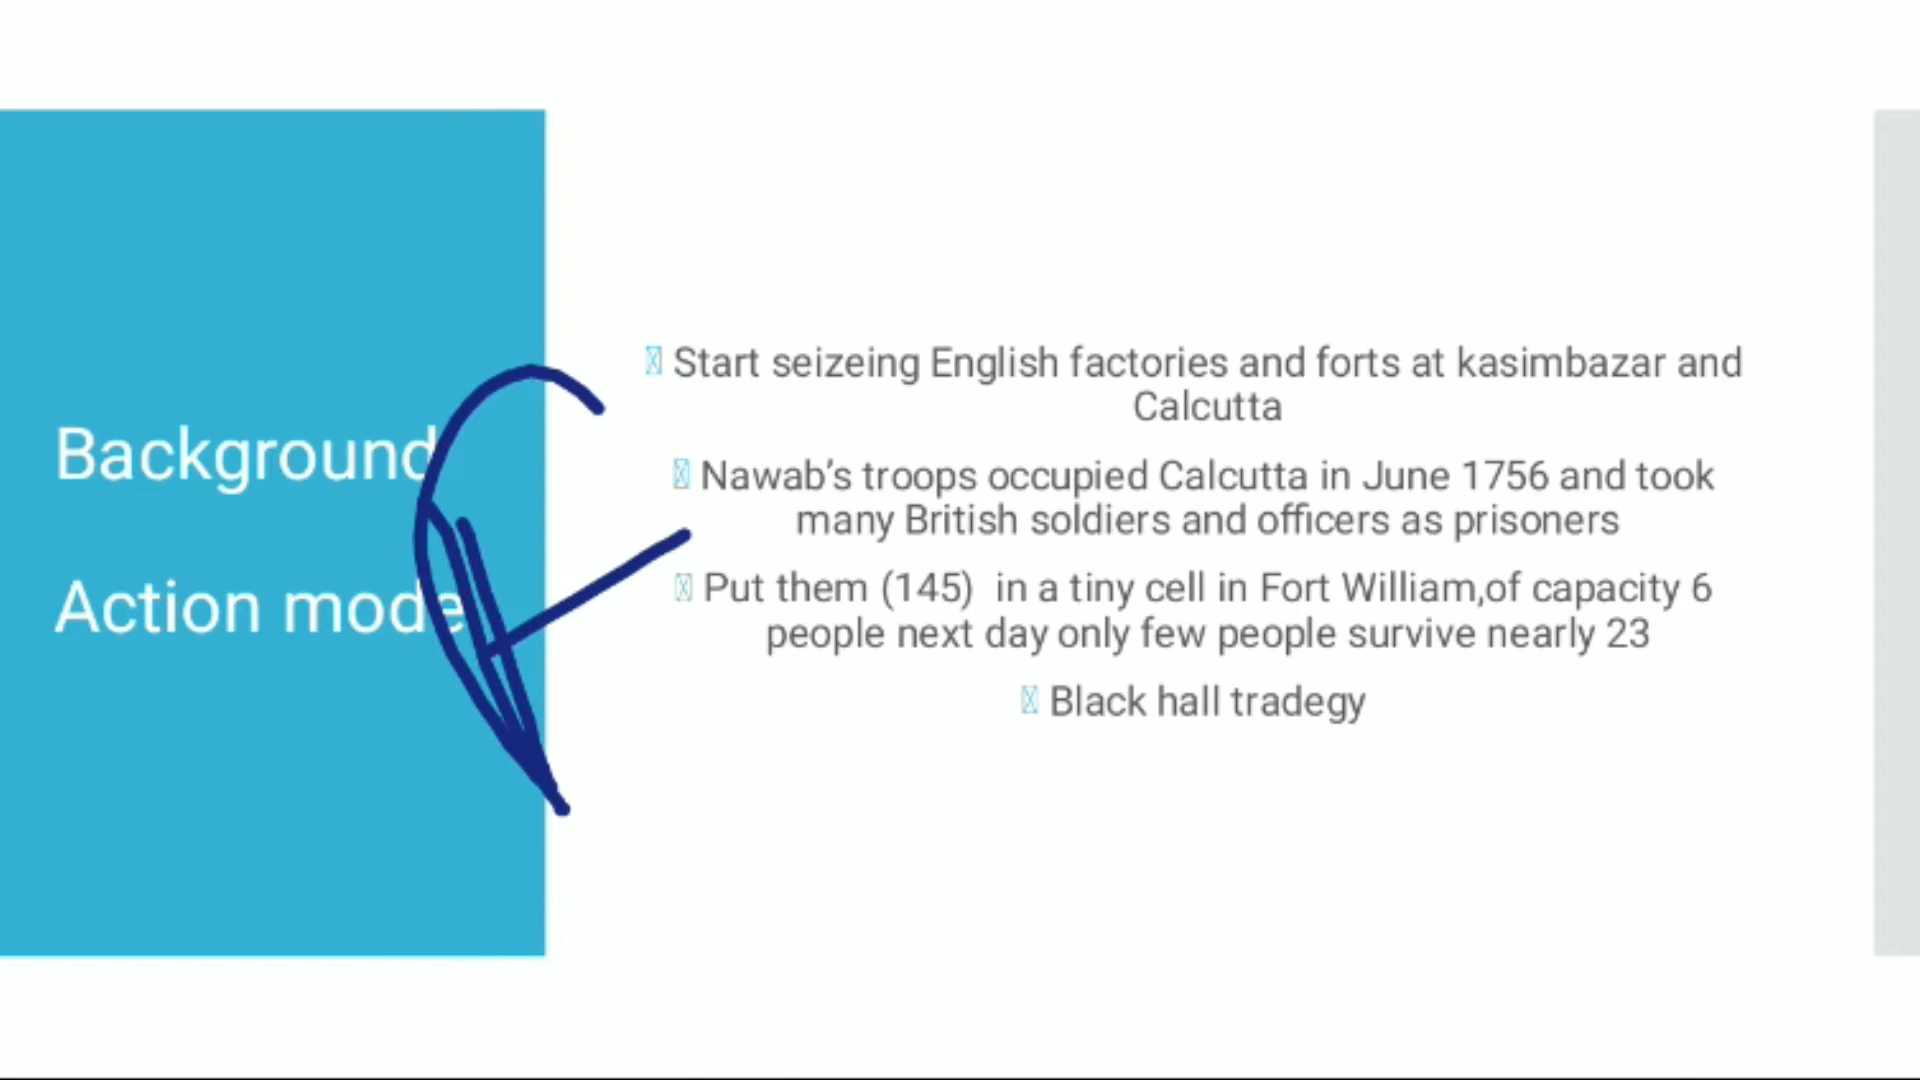 Background
Action mode
Start seizeing English factories and forts at kasimbazar and
Calcutta
Nawab’s troops occupied Calcutta in June 1756 and took
many British soldiers and officers as prisoners
Put them (145)  in a tiny cell in Fort William,of capacity 6
people next day only few people survive nearly 23
Black hall tradegy